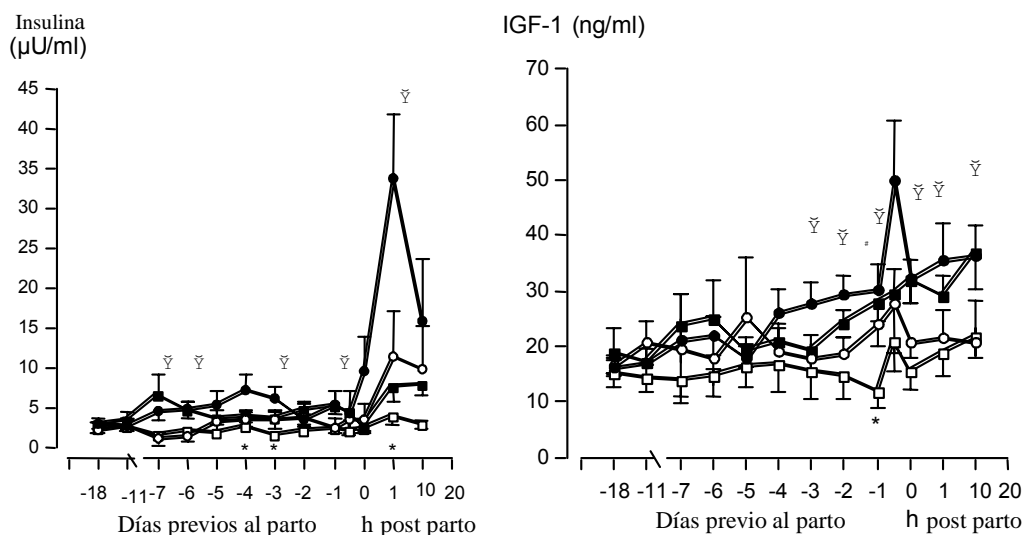 Insulina
(µU/ml)
45
40
35
30
25
20
15
10
5
0
Ÿ
Ÿ Ÿ Ÿ Ÿ
* * *
-18 -11 -7 -6 -5 -4 -3 -2 -1 0 1 10 20
Días previos al parto h post parto
IGF-1 (ng/ml)
70
60
50
40
30
20
10
0
Ÿ Ÿ # Ÿ Ÿ Ÿ Ÿ
*
-18 -11 -7 -6 -5 -4 -3 -2 -1 0 1 10 20
Días previo al parto h post parto